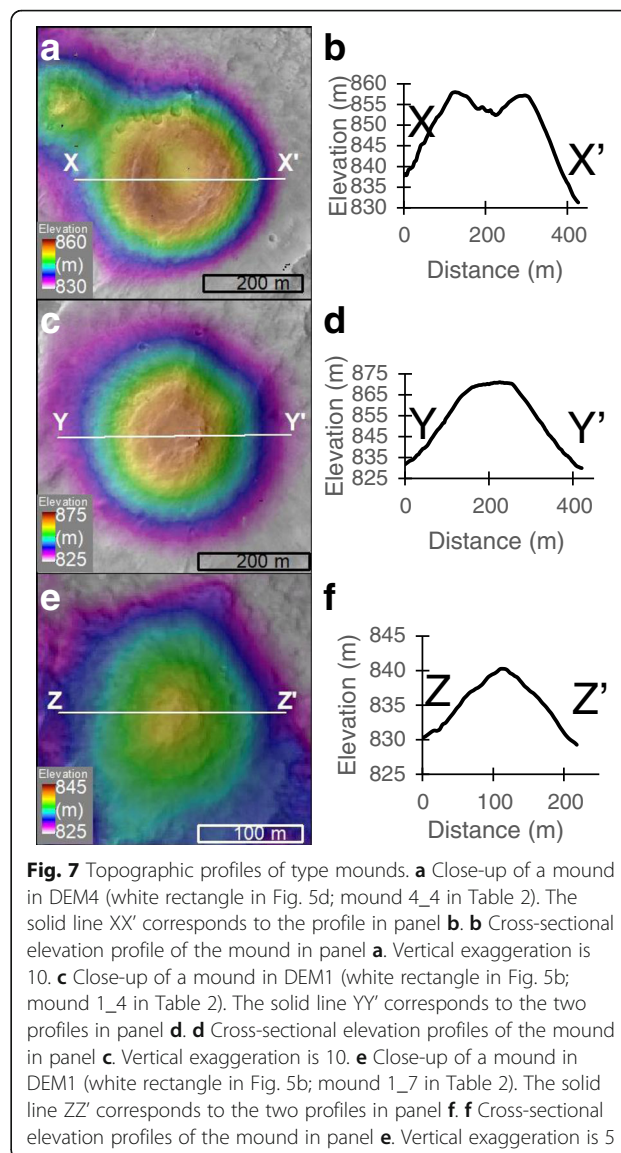 a
X X'
Elevation
860
(m)
830
200 m
b
Elevation (m)
860
855
850
845
840
835
830
X X'
0 200 400
Distance (m)
c
Y Y'
Elevation
875
(m)
825
200 m
d
Elevation (m)
875
865
855
845
835
825
Y Y'
0 200 400
Distance (m)
e
Z Z'
Elevation
845
(m)
825
100 m
f
Elevation (m)
845
840
835
830
825
Z Z'
0 100 200
Distance (m)
Fig. 7 Topographic profiles of type mounds. a Close-up of a mound
in DEM4 (white rectangle in Fig. 5d; mound 4_4 in Table 2). The
solid line XX' corresponds to the profile in panel b. b Cross-sectional
elevation profile of the mound in panel a. Vertical exaggeration is
10. c Close-up of a mound in DEM1 (white rectangle in Fig. 5b;
mound 1_4 in Table 2). The solid line YY' corresponds to the two
profiles in panel d. d Cross-sectional elevation profiles of the mound
in panel c. Vertical exaggeration is 10. e Close-up of a mound in
DEM1 (white rectangle in Fig. 5b; mound 1_7 in Table 2). The solid
line ZZ' corresponds to the two profiles in panel f. f Cross-sectional
elevation profiles of the mound in panel e. Vertical exaggeration is 5